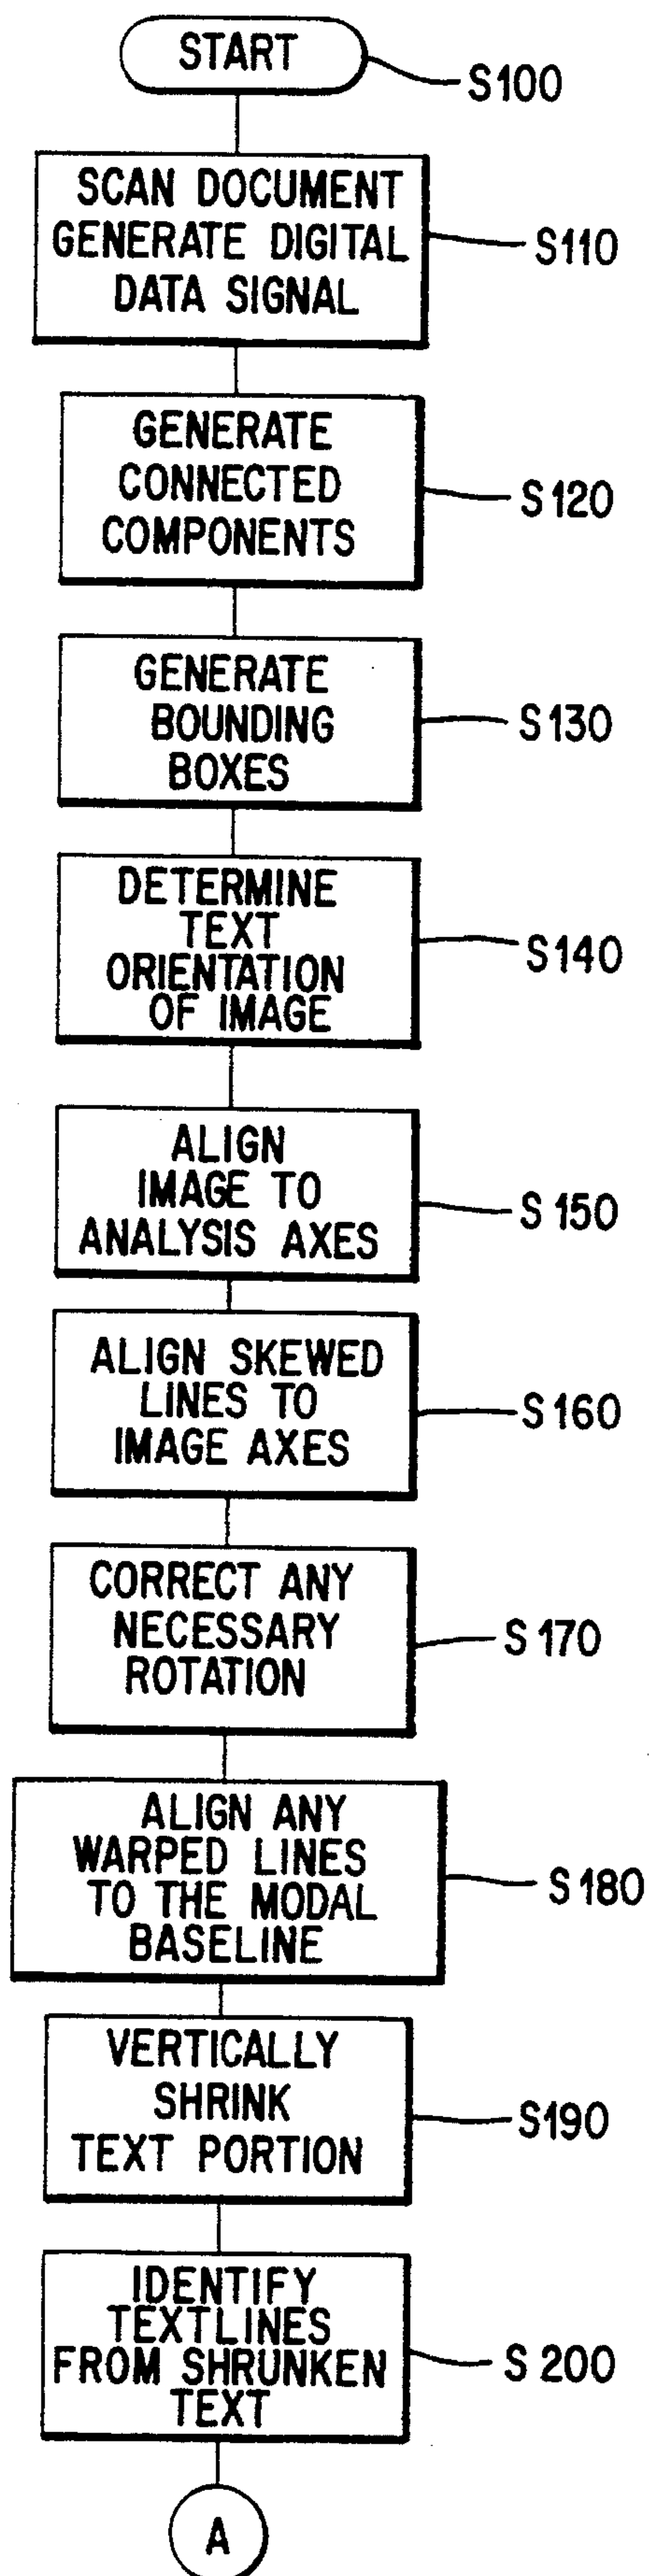 START
S100
SCAN DOCUMENT
GENERATE DIGITAL
DATA SIGNAL
S110
GENERATE
CONNECTED
COMPONENTS
S120
GENERATE
BOUNDING
BOXES
S130
DETERMINE
TEXT
ORIENTATION
OF IMAGE
S140
ALIGN
IMAGE TO
ANALYSIS AXES
S150
ALIGN SKEWED
LINES TO
IMAGE AXES
S160
CORRECT ANY
NECESSARY
ROTATION
S170
ALIGN ANY
WARPED LINES
TO THE MODAL
BASELINE
S180
VERTICALLY
SHRINK
TEXT PORTION
S190
IDENTIFY
TEXTLINES
FROM SHRUNKEN
TEXT
S200
A